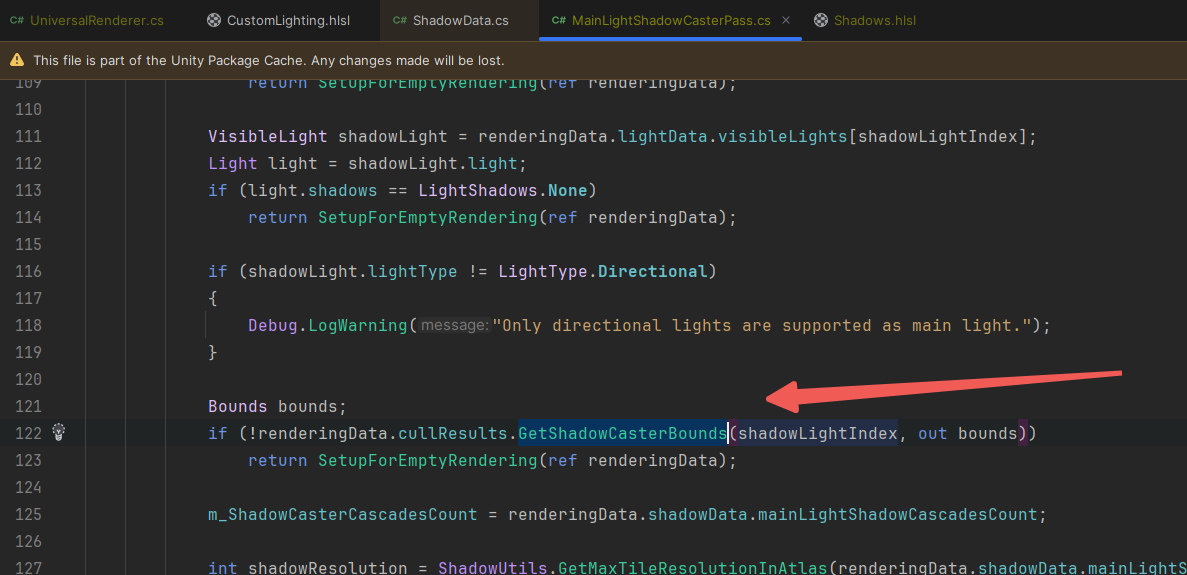 C# UniversalRenderer.cs CustomLighting.hlsl C# ShadowData.cs C# MainLightShadowCasterPass.cs × Shadows.hlsl
This file is part of the Unity Package Cache. Any changes made will be lost.
109 return SetupForEmptyRendering(ref renderingData);
110
111 VisibleLight shadowLight = renderingData.lightData.visibleLights[shadowLightIndex];
112 Light light = shadowLight.light;
113 if (light.shadows == LightShadows.None)
114 return SetupForEmptyRendering(ref renderingData);
115
116 if (shadowLight.lightType != LightType.Directional)
117 {
118 Debug.LogWarning(message:"Only directional lights are supported as main light.");
119 }
120
121 Bounds bounds;
122 if (!renderingData.cullResults.GetShadowCasterBounds(shadowLightIndex, out bounds))
123 return SetupForEmptyRendering(ref renderingData);
124
125 m_ShadowCasterCascadesCount = renderingData.shadowData.mainLightShadowCascadesCount;
126
127 int shadowResolution = ShadowUtils.GetMaxTileResolutionInAtlas(renderingData.shadowData.mainLightS